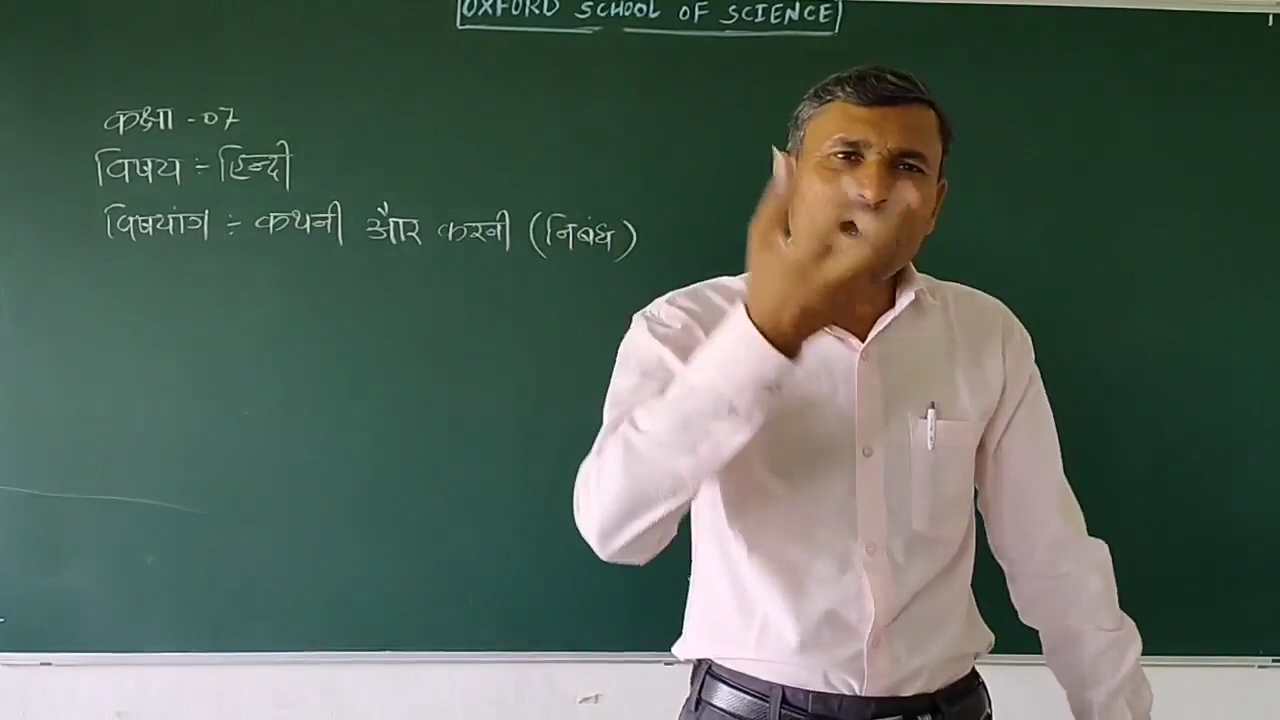 OXFORD SCHOOL OF SCIENCE
कक्षा - 07
विषय ÷ हिन्दी
विषयांग ÷ कथनी और करनी (निबंध)